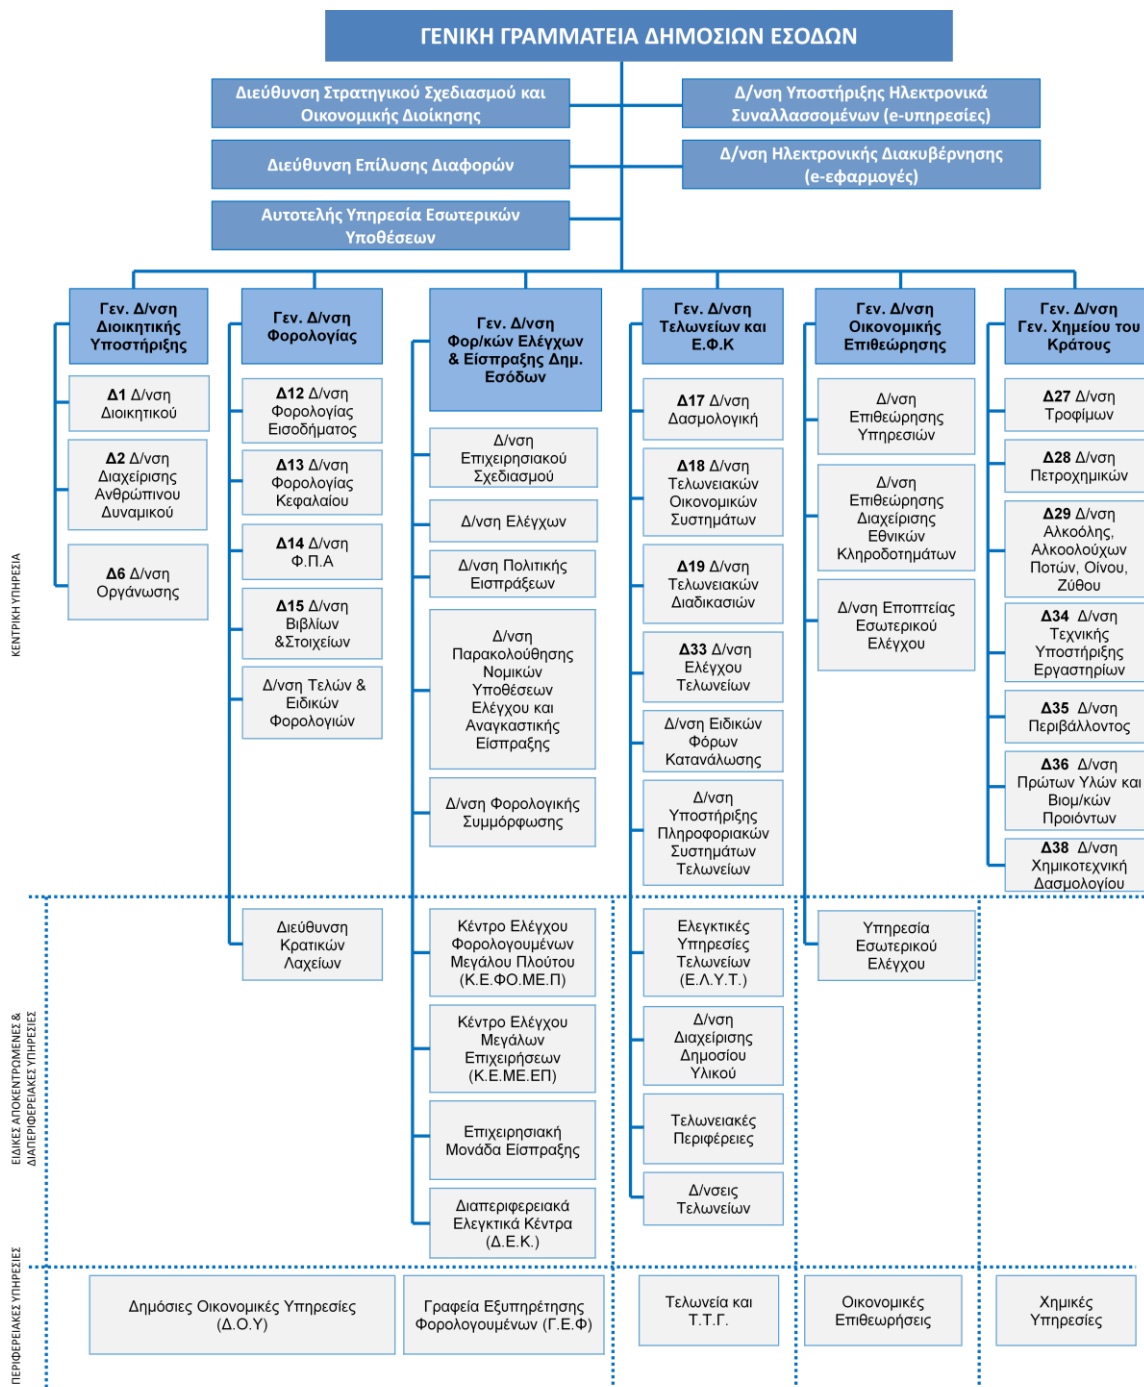 ΓΕΝΙΚΗ ΓΡΑΜΜΑΤΕΙΑ ΔΗΜΟΣΙΩΝ ΕΣΟΔΩΝ
Διεύθυνση Στρατηγικού Σχεδιασμού και
Οικονομικής Διοίκησης
Δ/νση Υποστήριξης Ηλεκτρονικά
Συναλλασσομένων (e-υπηρεσίες)
Διεύθυνση Επίλυσης Διαφορών
Δ/νση Ηλεκτρονικής Διακυβέρνησης
(e-εφαρμογές)
Αυτοτελής Υπηρεσία Εσωτερικών
Υποθέσεων
ΚΕΝΤΡΙΚΗ ΥΠΗΡΕΣΙΑ
Γεν. Δ/νση
Διοικητικής
Υποστήριξης
Δ1 Δ/νση
Διοικητικού
Δ2 Δ/νση
Διαχείρισης
Ανθρώπινου
Δυναμικού
Δ6 Δ/νση
Οργάνωσης
Γεν. Δ/νση
Φορολογίας
Δ12 Δ/νση
Φορολογίας
Εισοδήματος
Δ13 Δ/νση
Φορολογίας
Κεφαλαίου
Δ14 Δ/νση
Φ.Π.Α
Δ15 Δ/νση
Βιβλίων
&Στοιχείων
Δ/νση Τελών &
Ειδικών
Φορολογιών
Γεν. Δ/νση
Φορ/κών Ελέγχων
& Είσπραξης Δημ.
Εσόδων
Δ/νση
Επιχειρησιακού
Σχεδιασμού
Δ/νση Ελέγχων
Δ/νση Πολιτικής
Εισπράξεων
Δ/νση
Παρακολούθησης
Νομικών
Υποθέσεων
Ελέγχου και
Αναγκαστικής
Είσπραξης
Δ/νση Φορολογικής
Συμμόρφωσης
Γεν. Δ/νση
Τελωνείων και
Ε.Φ.Κ
Δ17 Δ/νση
Δασμολογική
Δ18 Δ/νση
Τελωνειακών
Οικονομικών
Συστημάτων
Δ19 Δ/νση
Τελωνειακών
Διαδικασιών
Δ33 Δ/νση
Ελέγχου
Τελωνείων
Δ/νση Ειδικών
Φόρων
Κατανάλωσης
Δ/νση
Υποστήριξης
Πληροφοριακών
Συστημάτων
Τελωνείων
Γεν. Δ/νση
Οικονομικής
Επιθεώρησης
Δ/νση
Επιθεώρησης
Υπηρεσιών
Δ/νση
Επιθεώρησης
Διαχείρισης
Εθνικών
Κληροδοτημάτων
Δ/νση Εποπτείας
Εσωτερικού
Ελέγχου
Γεν. Δ/νση
Γεν. Χημείου του
Κράτους
Δ27 Δ/νση
Τροφίμων
Δ28 Δ/νση
Πετροχημικών
Δ29 Δ/νση
Αλκοόλης,
Αλκοολούχων
Ποτών, Οίνου,
Ζύθου
Δ34 Δ/νση
Τεχνικής
Υποστήριξης
Εργαστηρίων
Δ35 Δ/νση
Περιβάλλοντος
Δ36 Δ/νση
Πρώτων Υλών και
Βιομ/κών
Προιόντων
Δ38 Δ/νση
Χημικοτεχνική
Δασμολογίου
ΕΙΔΙΚΕΣ ΑΠΟΚΕΝΤΡΩΜΕΝΕΣ &
ΔΙΑΠΕΡΙΦΕΡΕΙΑΚΕΣ ΥΠΗΡΕΣΙΕΣ
Διεύθυνση
Κρατικών
Λαχείων
Κέντρο Ελέγχου
Φορολογουμένων
Μεγάλου Πλούτου
(Κ.Ε.ΦΟ.ΜΕ.Π)
Κέντρο Ελέγχου
Μεγάλων
Επιχειρήσεων
(Κ.Ε.ΜΕ.ΕΠ)
Επιχειρησιακή
Μονάδα Είσπραξης
Διαπεριφερειακά
Ελεγκτικά Κέντρα
(Δ.Ε.Κ.)
Ελεγκτικές
Υπηρεσίες
Τελωνείων
(Ε.Λ.Υ.Τ.)
Δ/νση
Διαχείρισης
Δημοσίου
Υλικού
Τελωνειακές
Περιφέρειες
Δ/νσεις
Τελωνείων
Υπηρεσία
Εσωτερικού
Ελέγχου
ΠΕΡΙΦΕΡΕΙΑΚΕΣ ΥΠΗΡΕΣΙΕΣ
Δημόσιες Οικονομικές Υπηρεσίες
(Δ.Ο.Υ)
Γραφεία Εξυπηρέτησης
Φορολογουμένων (Γ.Ε.Φ)
Τελωνεία και
Τ.Τ.Γ.
Οικονομικές
Επιθεωρήσεις
Χημικές
Υπηρεσίες